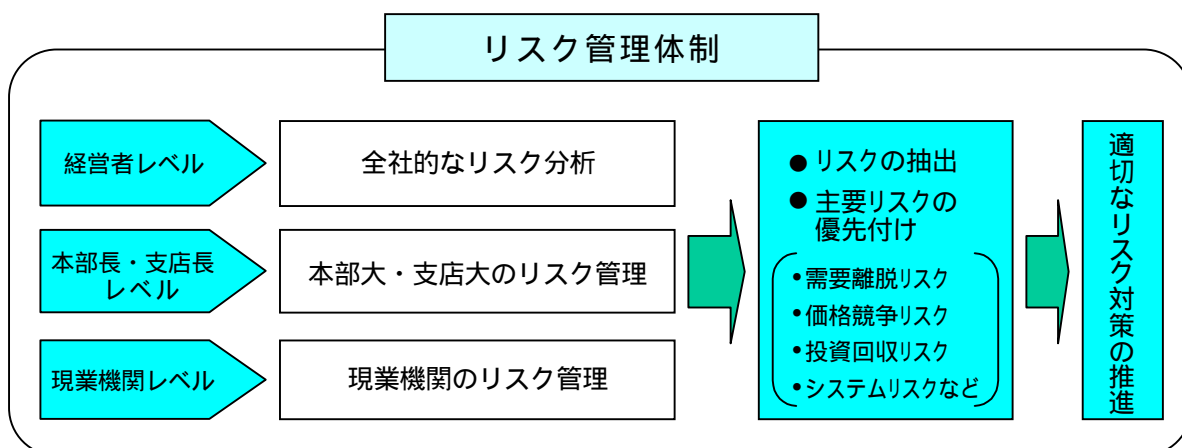 リスク管理体制
経営者レベル
全社的なリスク分析
本部長・支店長
レベル
本部大・支店大のリスク管理
現業機関レベル
現業機関のリスク管理
● リスクの抽出
● 主要リスクの
優先付け
・需要離脱リスク
・価格競争リスク
・投資回収リスク
・システムリスクなど
適切なリスク対策の推進